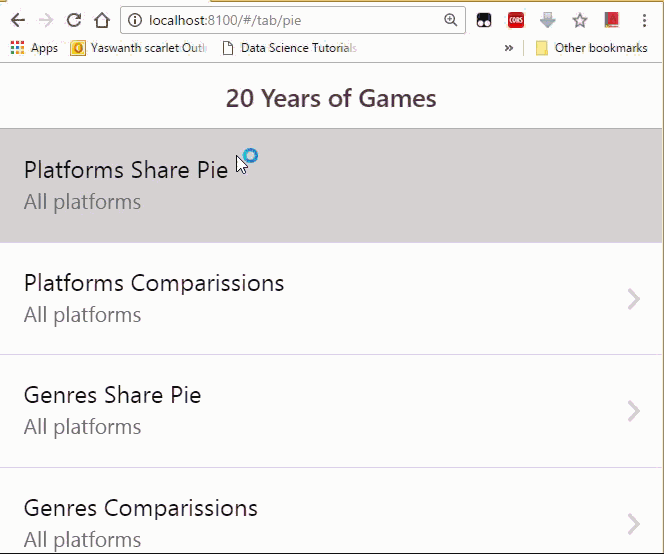 localhost:8100/#/tab/pie
CORS
Apps Yaswanth scarlet Outl Data Science Tutorials » Other bookmarks
20 Years of Games
Platforms Share Pie
All platforms
Platforms Comparissions
All platforms
Genres Share Pie
All platforms
Genres Comparissions
All platforms